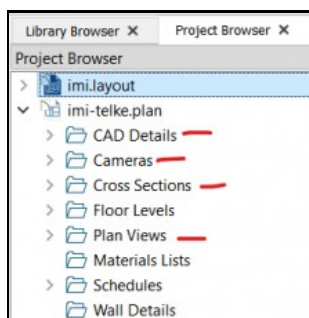 Library Browser X Project Browser X
Project Browser
imi.layout
imi-telke.plan
CAD Details
Cameras
Cross Sections
Floor Levels
Plan Views
Materials Lists
Schedules
Wall Details